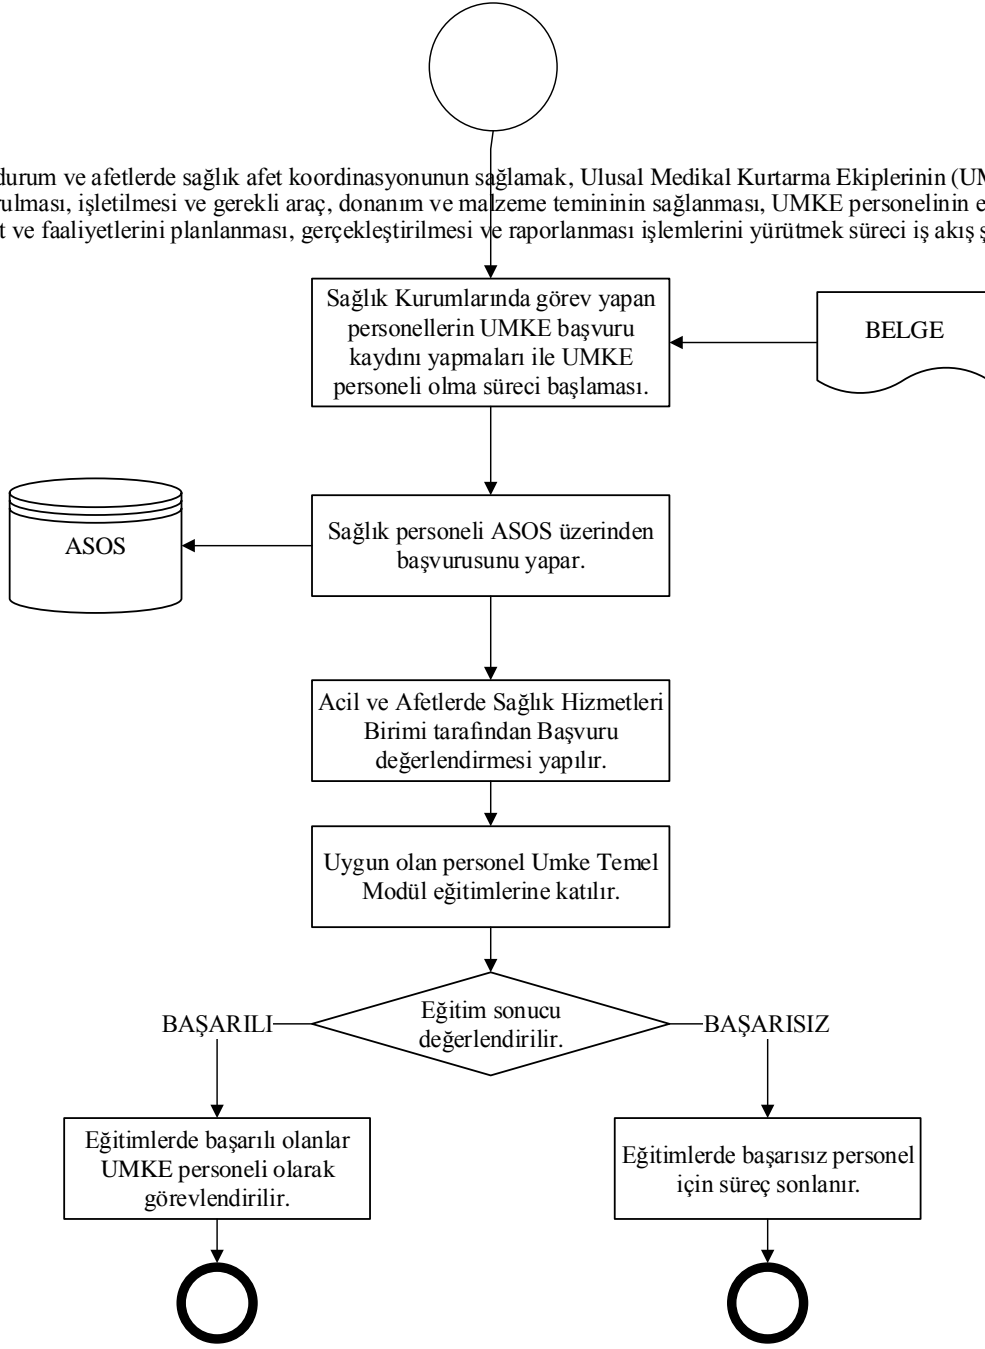 durum ve afetlerde sağlık afet koordinasyonunun sağlamak, Ulusal Medikal Kurtarma Ekiplerinin (UM
rulması, işletilmesi ve gerekli araç, donanım ve malzeme temininin sağlanması, UMKE personelinin e
t ve faaliyetlerini planlanması, gerçekleştirilmesi ve raporlanması işlemlerini yürütmek süreci iş akış ş
Sağlık Kurumlarında görev yapan
personellerin UMKE başvuru
kaydını yapmaları ile UMKE
personeli olma süreci başlaması.
BELGE
Sağlık personeli ASOS üzerinden
başvurusunu yapar.
ASOS
Acil ve Afetlerde Sağlık Hizmetleri
Birimi tarafından Başvuru
değerlendirmesi yapılır.
Uygun olan personel Umke Temel
Modül eğitimlerine katılır.
Eğitim sonucu
değerlendirilir.
BAŞARILI
BAŞARISIZ
Eğitimlerde başarılı olanlar
UMKE personeli olarak
görevlendirilir.
Eğitimlerde başarısız personel
için süreç sonlanır.